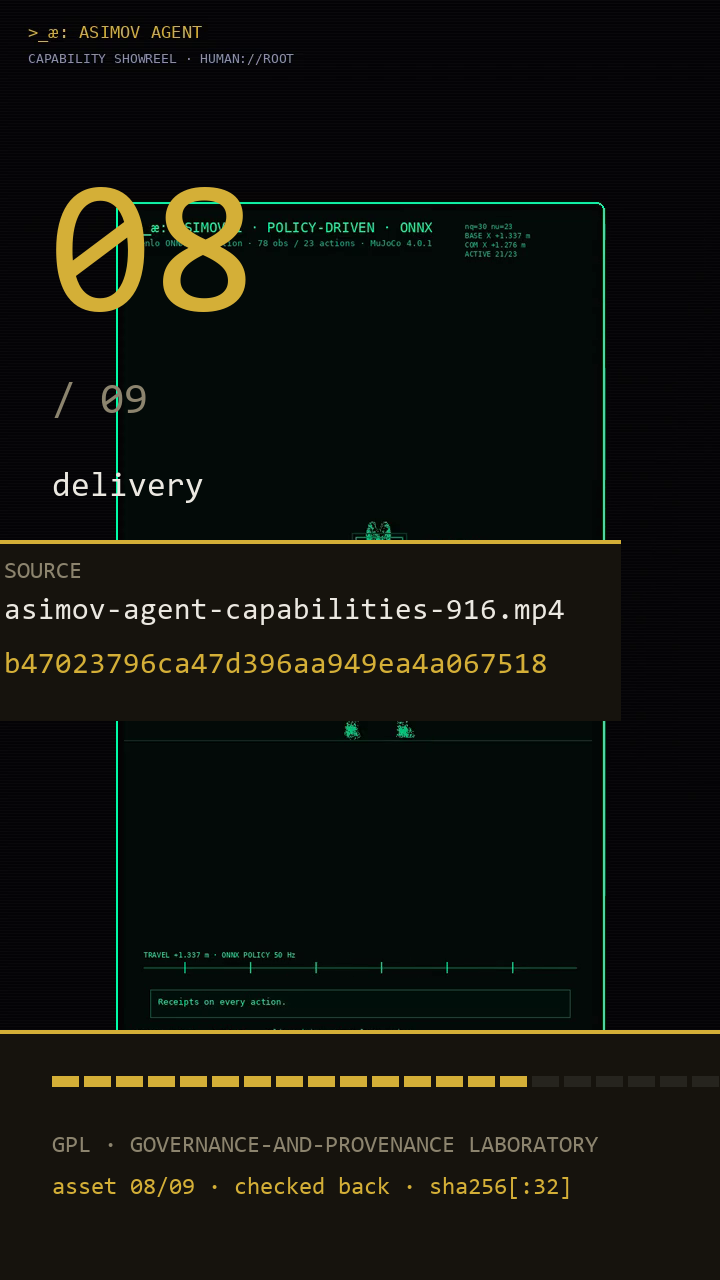 >_æ: ASIMOV AGENT
CAPABILITY SHOWREEL · HUMAN://ROOT
08
· POLICY-DRIVEN · ONNX
· 78 obs / 23 actions · MuJoCo 4.0.1
nq=30 nu=23
BASE X +1.337 m
COM X +1.276 m
ACTIVE 21/23
/ 09
delivery
SOURCE
asimov-agent-capabilities-916.mp4
b47023796ca47d396aa949ea4a067518
TRAVEL +1.337 m · ONNX POLICY 50 Hz
Receipts on every action.
GPL · GOVERNANCE-AND-PROVENANCE LABORATORY
asset 08/09 · checked back · sha256[:32]